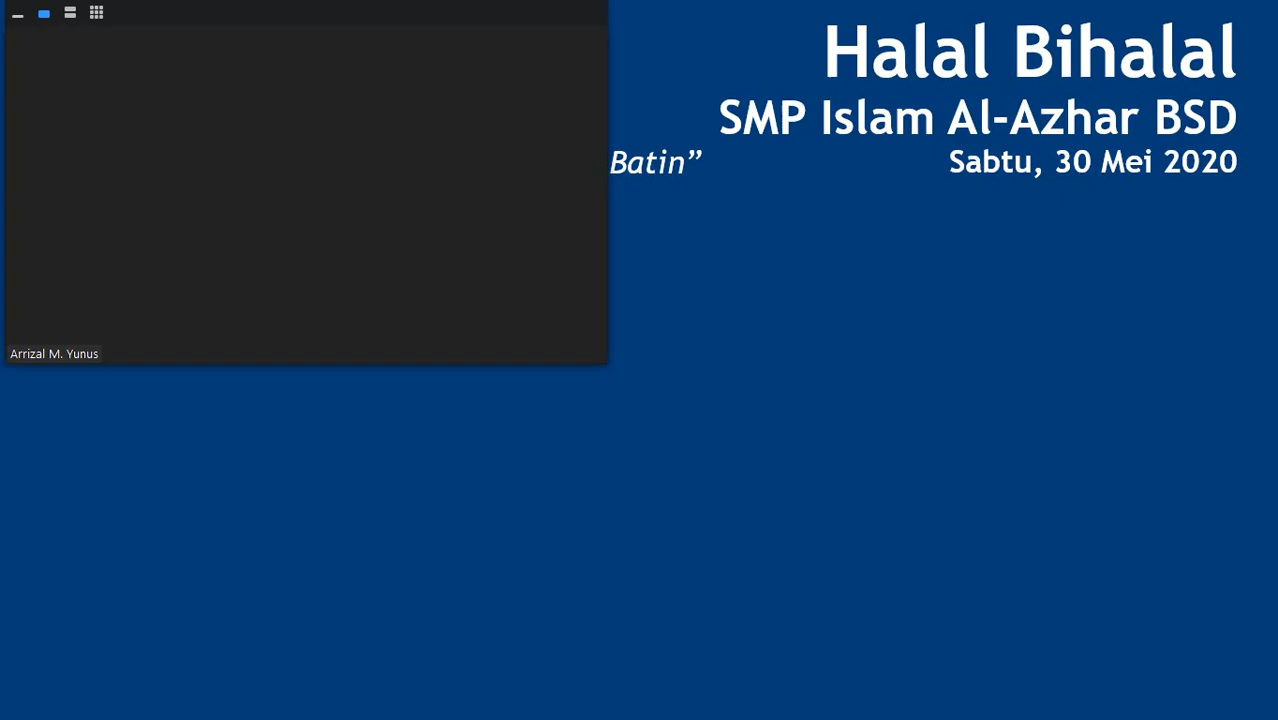 Halal Bihalal
SMP Islam Al-Azhar BSD
Batin” Sabtu, 30 Mei 2020
Arrizal M. Yunus